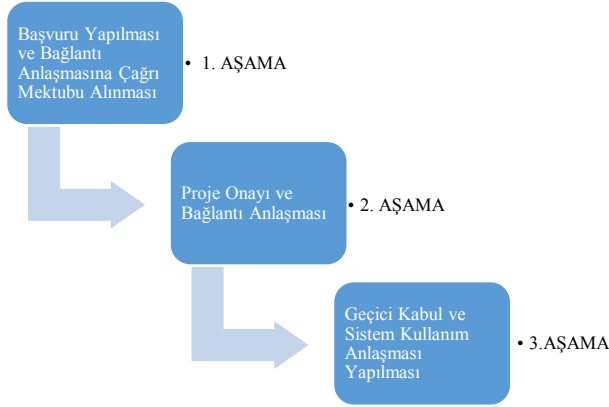 Başvuru Yapılması
ve Bağlantı
Anlaşmasına Çağrı
Mektubu Alınması
• 1. AŞAMA
Proje Onayı ve
Bağlantı Anlaşması
• 2. AŞAMA
Geçici Kabul ve
Sistem Kullanım
Anlaşması
Yapılması
• 3.AŞAMA